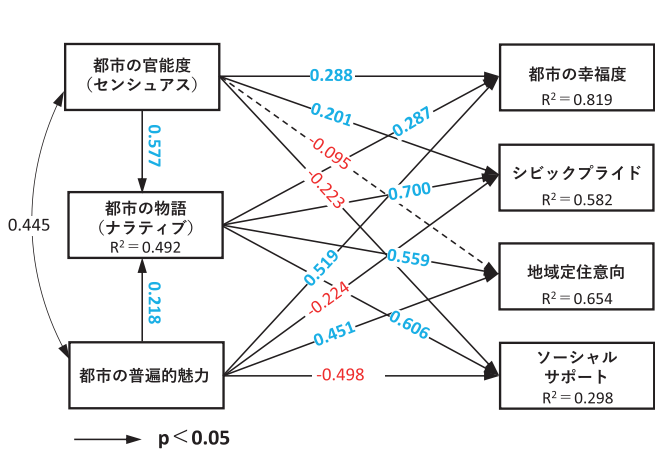 都市の官能度
（センシュアス）
都市の幸福度
R²＝0.819
0.288
0.201
0.287
0.577
-0.095
-0.223
シビックプライド
R²＝0.582
0.700
都市の物語
（ナラティブ）
R²＝0.492
0.445
0.559
0.519
地域定住意向
R²＝0.654
0.218
-0.224
0.451
0.606
都市の普遍的魅力
-0.498
ソーシャル
サポート
R²＝0.298
p＜0.05